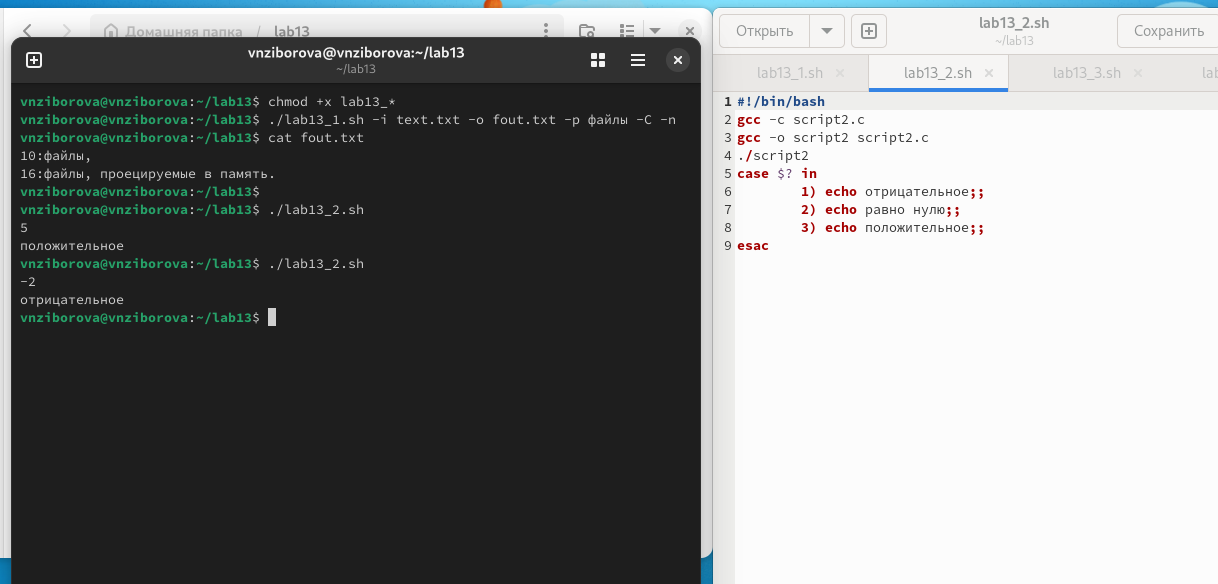 Домашняя папка / lab13
vnziborova@vnziborova:~/lab13
~/lab13
vnziborova@vnziborova:~/lab13$ chmod +x lab13_*
vnziborova@vnziborova:~/lab13$ ./lab13_1.sh -i text.txt -o fout.txt -p файлы -C -n
vnziborova@vnziborova:~/lab13$ cat fout.txt
10:файлы,
16:файлы, проецируемые в память.
vnziborova@vnziborova:~/lab13$
vnziborova@vnziborova:~/lab13$ ./lab13_2.sh
5
положительное
vnziborova@vnziborova:~/lab13$ ./lab13_2.sh
-2
отрицательное
vnziborova@vnziborova:~/lab13$
Открыть
lab13_2.sh
~/lab13
Сохранить
lab13_1.sh
lab13_2.sh
lab13_3.sh
1 #!/bin/bash
2 gcc -c script2.c
3 gcc -o script2 script2.c
4 ./script2
5 case $? in
6 1) echo отрицательное;;
7 2) echo равно нулю;;
8 3) echo положительное;;
9 esac